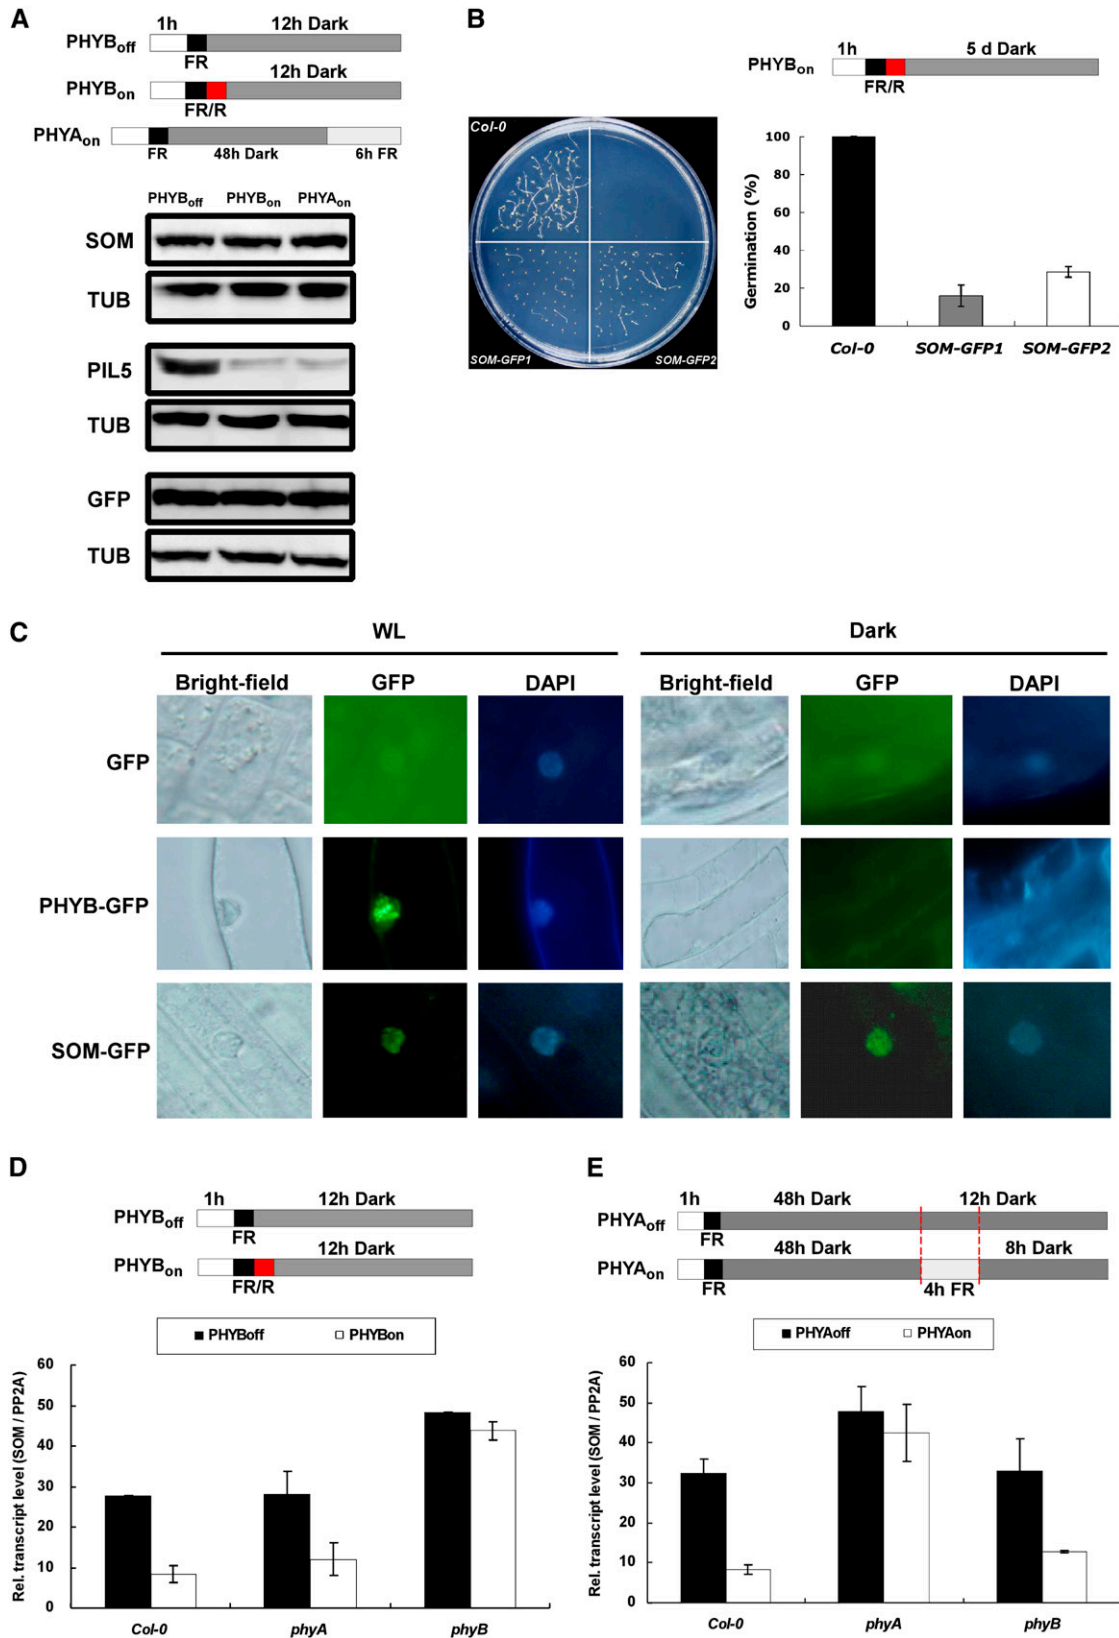 A
1h 12h Dark
PHYBoff
FR
12h Dark
PHYBon
FR/R
PHYAon
FR 48h Dark 6h FR
PHYBoff PHYBon PHYAon
SOM
TUB
PIL5
TUB
GFP
TUB
B
1h 5 d Dark
PHYBon
FR/R
Col-0
SOM-GFP1 SOM-GFP2
Germination (%)
100
80
60
40
20
0
Col-0 SOM-GFP1 SOM-GFP2
C
WL Dark
Bright-field GFP DAPI Bright-field GFP DAPI
GFP
PHYB-GFP
SOM-GFP
D
1h 12h Dark
PHYBoff
FR
12h Dark
PHYBon
FR/R
PHYBoff PHYBon
Rel. transcript level (SOM / PP2A)
60
50
40
30
20
10
0
Col-0 phyA phyB
E
1h 48h Dark 12h Dark
PHYAoff
FR
48h Dark 8h Dark
PHYAon
FR 4h FR
PHYAoff PHYAon
Rel. transcript level (SOM / PP2A)
60
50
40
30
20
10
0
Col-0 phyA phyB